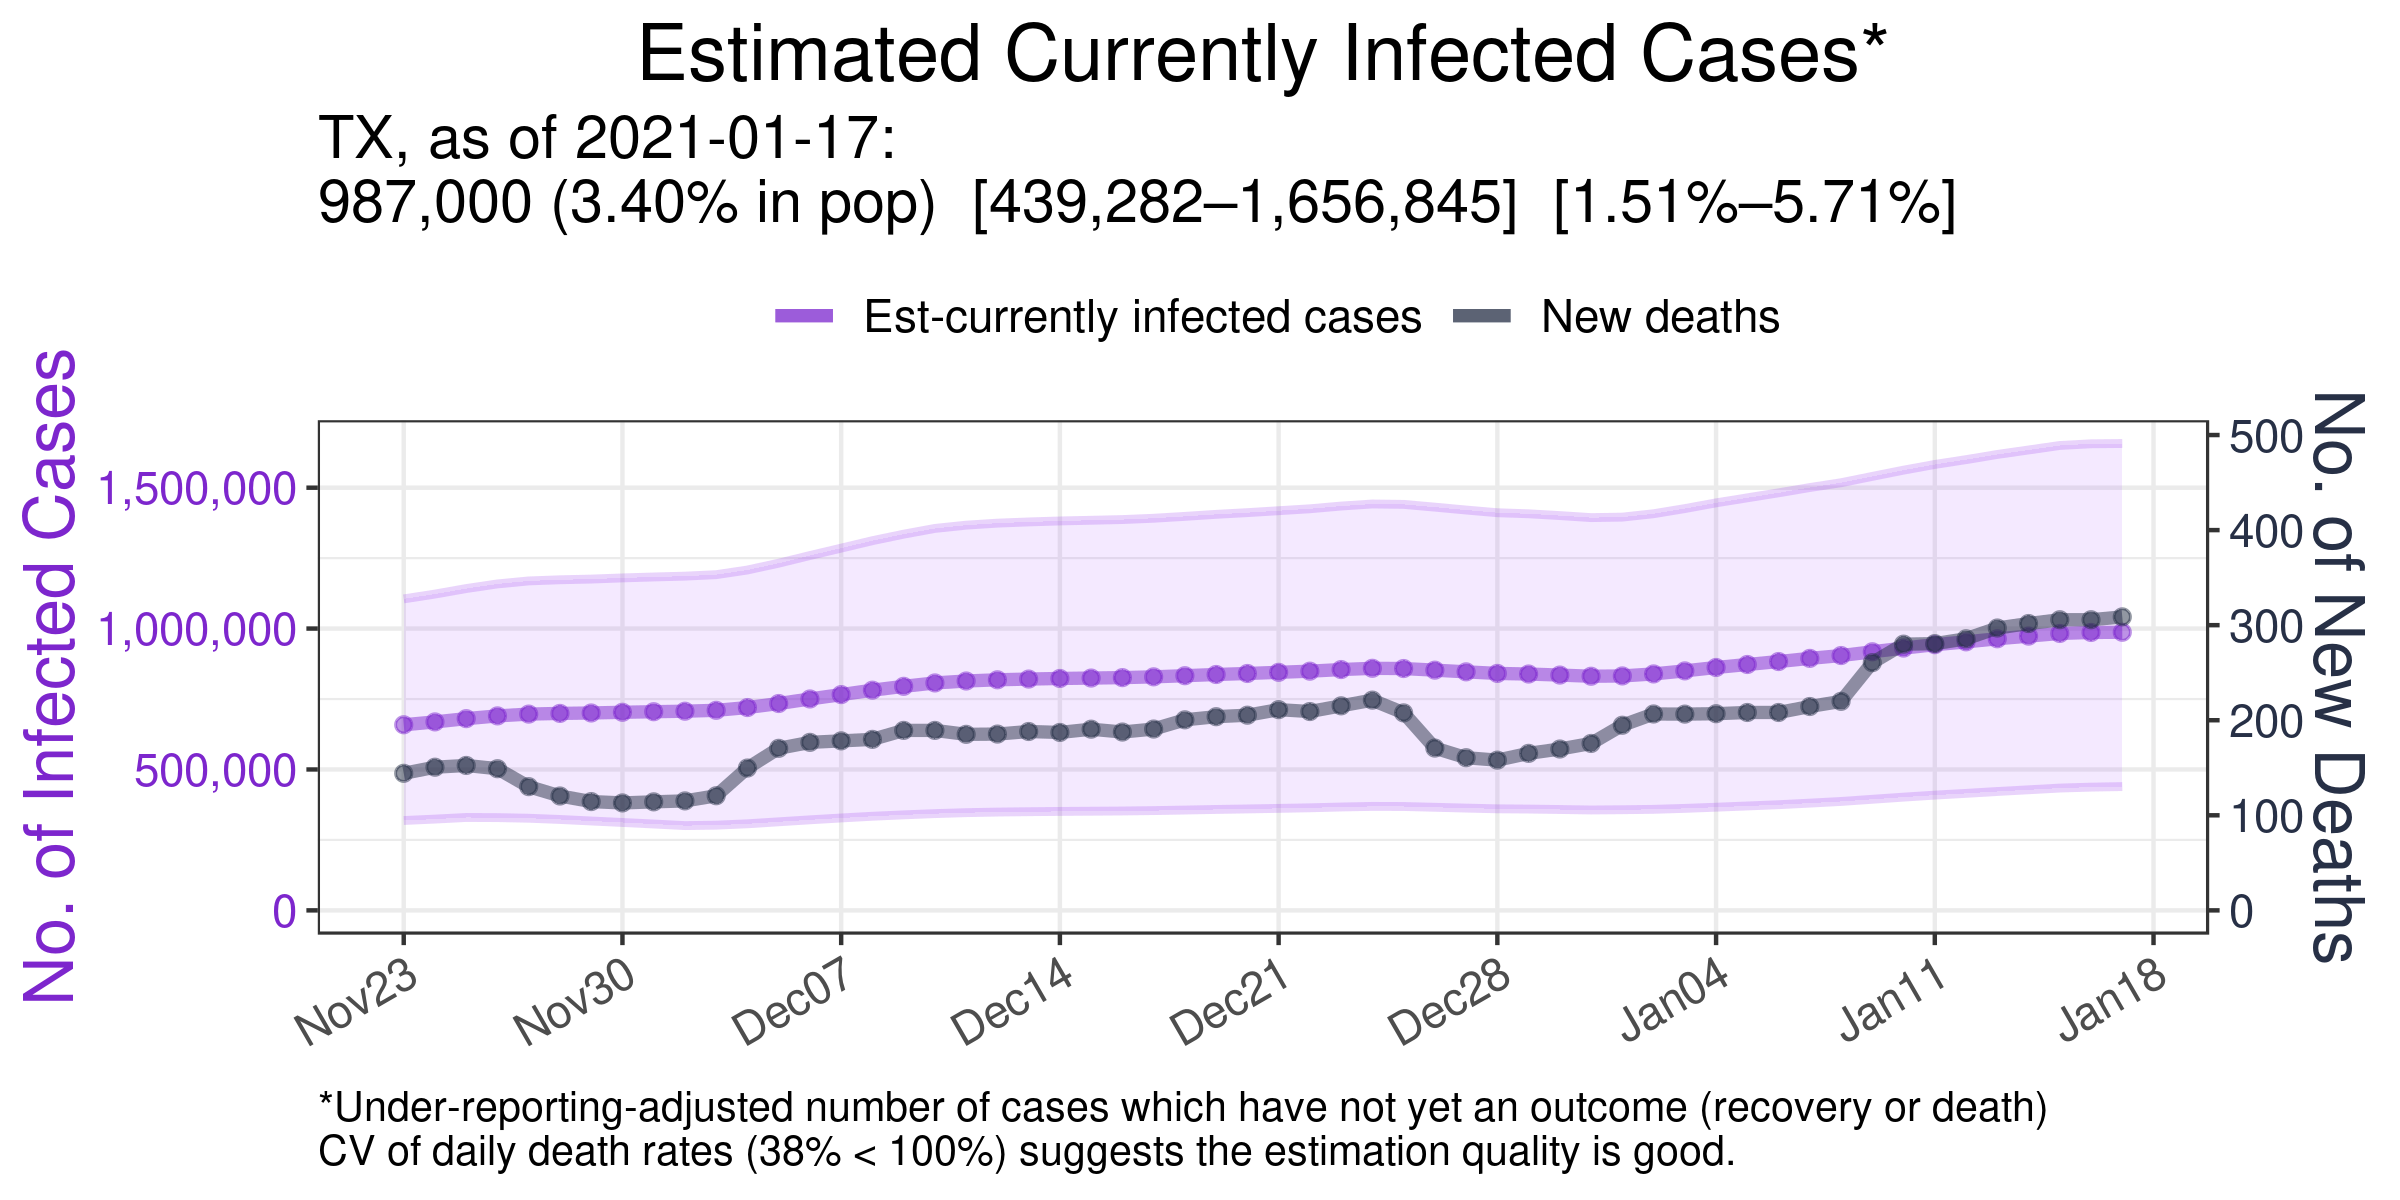 Estimated Currently Infected Cases*
TX, as of 2021-01-17:
987,000 (3.40% in pop)  [439,282–1,656,845]  [1.51%–5.71%]
Est-currently infected cases
New deaths
No. of Infected Cases
1,500,000
1,000,000
500,000
0
500
400
300
200
100
0
No. of New Deaths
Nov23
Nov30
Dec07
Dec14
Dec21
Dec28
Jan04
Jan11
Jan18
*Under-reporting-adjusted number of cases which have not yet an outcome (recovery or death)
CV of daily death rates (38% < 100%) suggests the estimation quality is good.